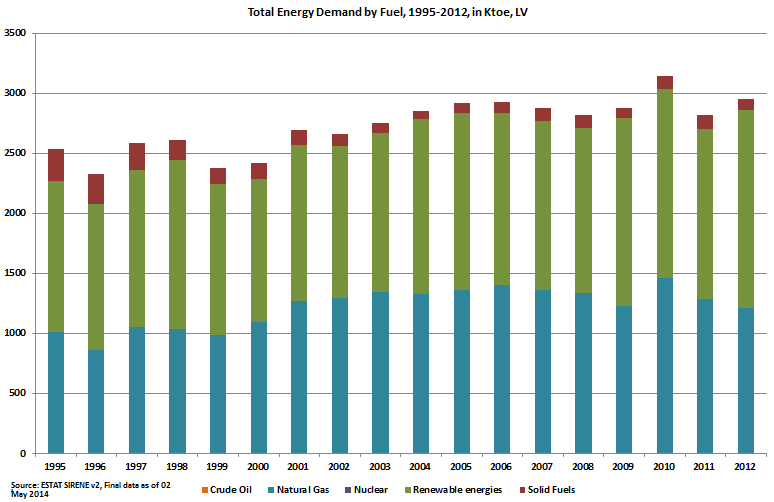 Total Energy Demand by Fuel, 1995-2012, in Ktoe, LV
3500
3000
2500
2000
1500
1000
500
0
1995 1996 1997 1998 1999 2000 2001 2002 2003 2004 2005 2006 2007 2008 2009 2010 2011 2012
Source: ESTAT SIRENE v2, Final data as of 02
May 2014
Crude Oil Natural Gas Nuclear Renewable energies Solid Fuels